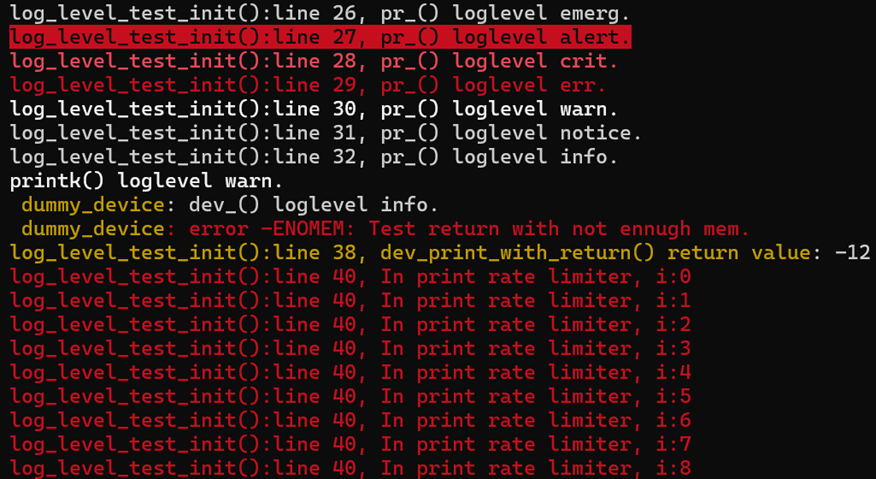 log_level_test_init():line 26, pr_() loglevel emerg.
log_level_test_init():line 27, pr_() loglevel alert.
log_level_test_init():line 28, pr_() loglevel crit.
log_level_test_init():line 29, pr_() loglevel err.
log_level_test_init():line 30, pr_() loglevel warn.
log_level_test_init():line 31, pr_() loglevel notice.
log_level_test_init():line 32, pr_() loglevel info.
printk() loglevel warn.
dummy_device: dev_() loglevel info.
dummy_device: error -ENOMEM: Test return with not ennugh mem.
log_level_test_init():line 38, dev_print_with_return() return value: -12
log_level_test_init():line 40, In print rate limiter, i:0
log_level_test_init():line 40, In print rate limiter, i:1
log_level_test_init():line 40, In print rate limiter, i:2
log_level_test_init():line 40, In print rate limiter, i:3
log_level_test_init():line 40, In print rate limiter, i:4
log_level_test_init():line 40, In print rate limiter, i:5
log_level_test_init():line 40, In print rate limiter, i:6
log_level_test_init():line 40, In print rate limiter, i:7
log_level_test_init():line 40, In print rate limiter, i:8